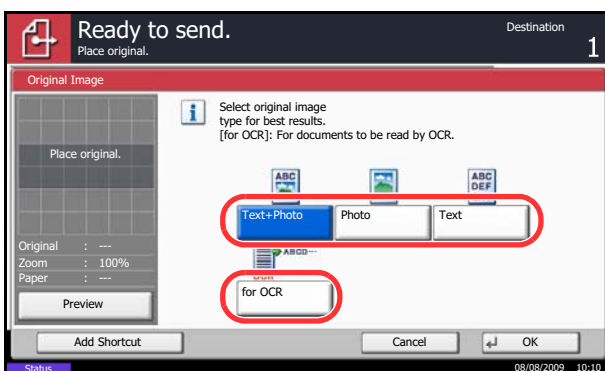 Ready to send.
Destination
Place original.
1
Original Image
Select original image
type for best results.
[for OCR]: For documents to be read by OCR.
Place original.
ABC
ABC
DEF
Text+Photo
Photo
Text
ABCD
Original : ---
Zoom : 100%
Paper : ---
for OCR
Preview
Add Shortcut
Cancel
OK
Status
08/08/2009 10:10